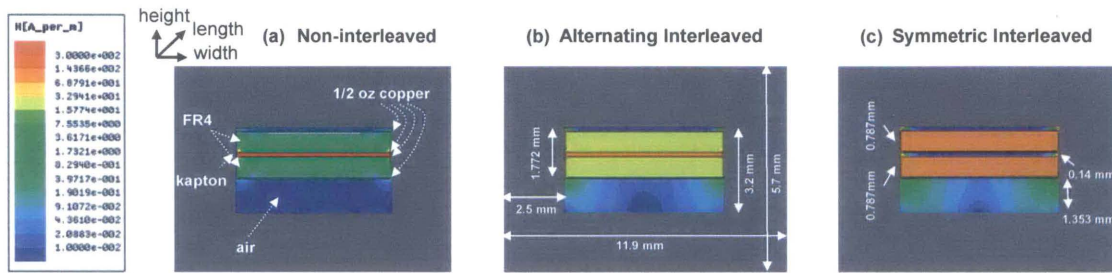 H[A_per_m]
3.0000e+002
1.4366e+002
6.8791e+001
3.2941e+001
1.5774e+001
7.5535e+000
3.6171e+000
1.7321e+000
8.2940e-001
3.9717e-001
1.9019e-001
9.1072e-002
4.3610e-002
2.0883e-002
1.0000e-002
height
length
width
(a) Non-interleaved
1/2 oz copper
FR4
kapton
air
(b) Alternating Interleaved
1.772 mm
3.2 mm
5.7 mm
2.5 mm
11.9 mm
(c) Symmetric Interleaved
0.787mm
0.787mm
0.14 mm
1.353 mm